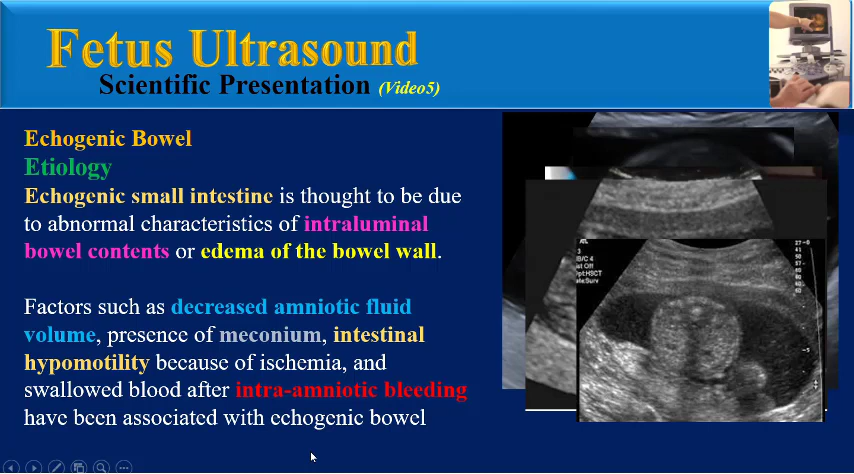 Fetus Ultrasound
Scientific Presentation (Video5)
Echogenic Bowel
Etiology
Echogenic small intestine is thought to be due
to abnormal characteristics of intraluminal
bowel contents or edema of the bowel wall.
Factors such as decreased amniotic fluid
volume, presence of meconium, intestinal
hypomotility because of ischemia, and
swallowed blood after intra-amniotic bleeding
have been associated with echogenic bowel